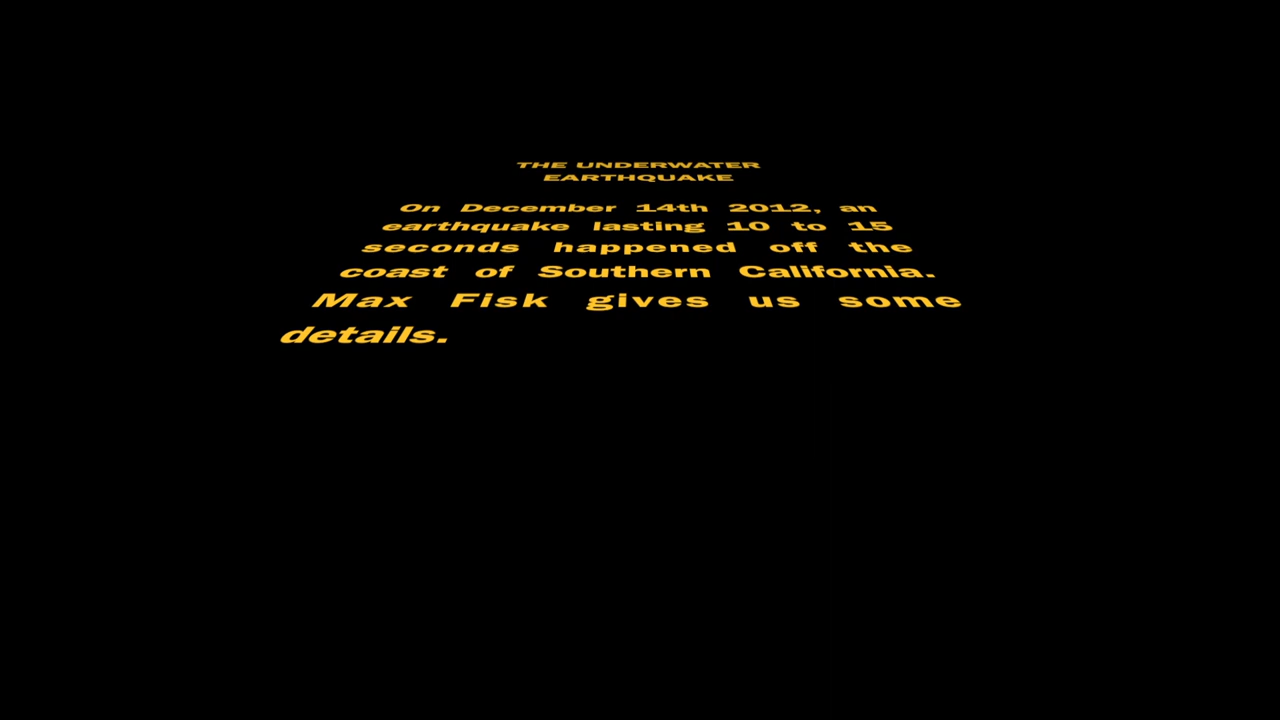 THE UNDERWATER
EARTHQUAKE
On December 14th 2012, an
earthquake lasting 10 to 15
seconds happened off the
coast of Southern California.
Max Fisk gives us some
details.